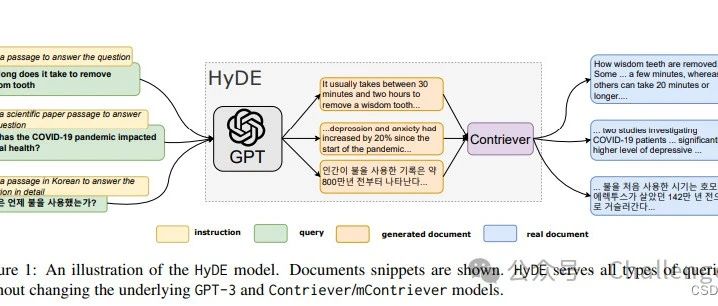 a passage to answer the question
long does it take to remove
om tooth
a scientific paper passage to answer
question
has the COVID-19 pandemic impacted
al health?
a passage in Korean to answer the
tion in detail
은 언제 불을 사용했는가?
HyDE
GPT
It usually takes between 30
minutes and two hours to
remove a wisdom tooth...
...depression and anxiety had
increased by 20% since the
start of the pandemic...
인간이 불을 사용한 기록은 약
800만년 전부터 나타난다...
Contriever
How wisdom teeth are removed
Some ... a few minutes, whereas
others can take 20 minutes or
longer....
... two studies investigating
COVID-19 patients ... significant
higher level of depressive ...
... 불을 처음 사용한 시기는 호모
에렉투스가 살았던 142만 년 전으
로 거슬러간다...
instruction
query
generated document
real document
ure 1: An illustration of the HyDE model. Documents snippets are shown. HyDE serves all types of querie
hout changing the underlying GPT-3 and Contriever/mContriever models.
公众号 Challeng
CSD